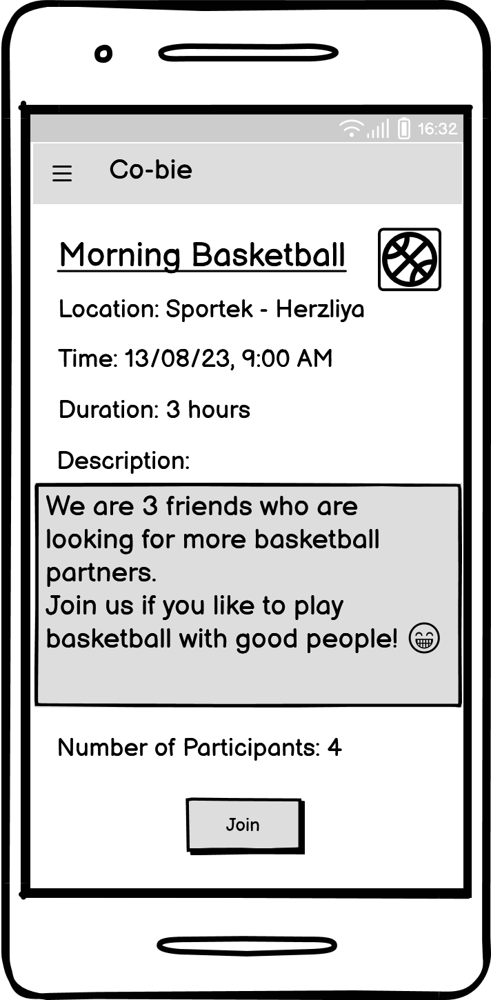 16:32
Co-bie
Morning Basketball
Location: Sportek - Herzliya
Time: 13/08/23, 9:00 AM
Duration: 3 hours
Description:
We are 3 friends who are
looking for more basketball
partners.
Join us if you like to play
basketball with good people! 😁
Number of Participants: 4
Join